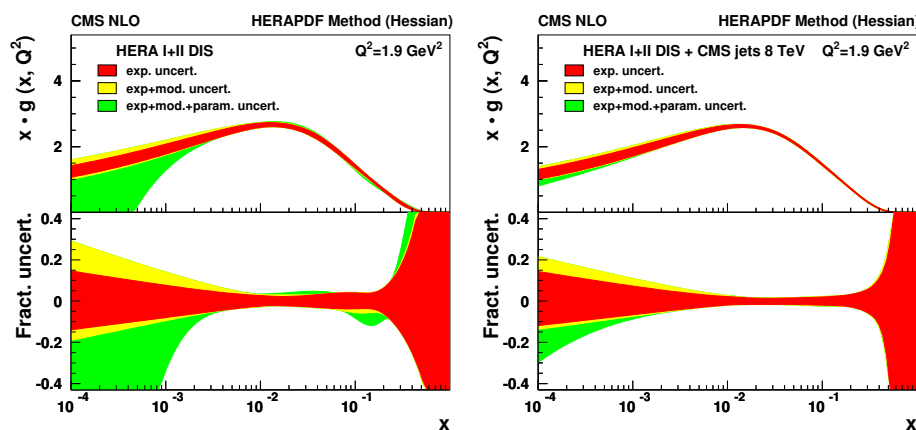 CMS NLO
HERAPDF Method (Hessian)
HERA I+II DIS
Q²=1.9 GeV²
exp. uncert.
exp+mod. uncert.
exp+mod.+param. uncert.
x • g (x, Q²)
4
2
Fract. uncert.
0.4
0.2
0
-0.2
-0.4
10⁻⁴ 10⁻³ 10⁻² 10⁻¹
x
CMS NLO
HERAPDF Method (Hessian)
HERA I+II DIS + CMS jets 8 TeV
Q²=1.9 GeV²
exp. uncert.
exp+mod. uncert.
exp+mod.+param. uncert.
x • g (x, Q²)
4
2
Fract. uncert.
0.4
0.2
0
-0.2
-0.4
10⁻⁴ 10⁻³ 10⁻² 10⁻¹
x